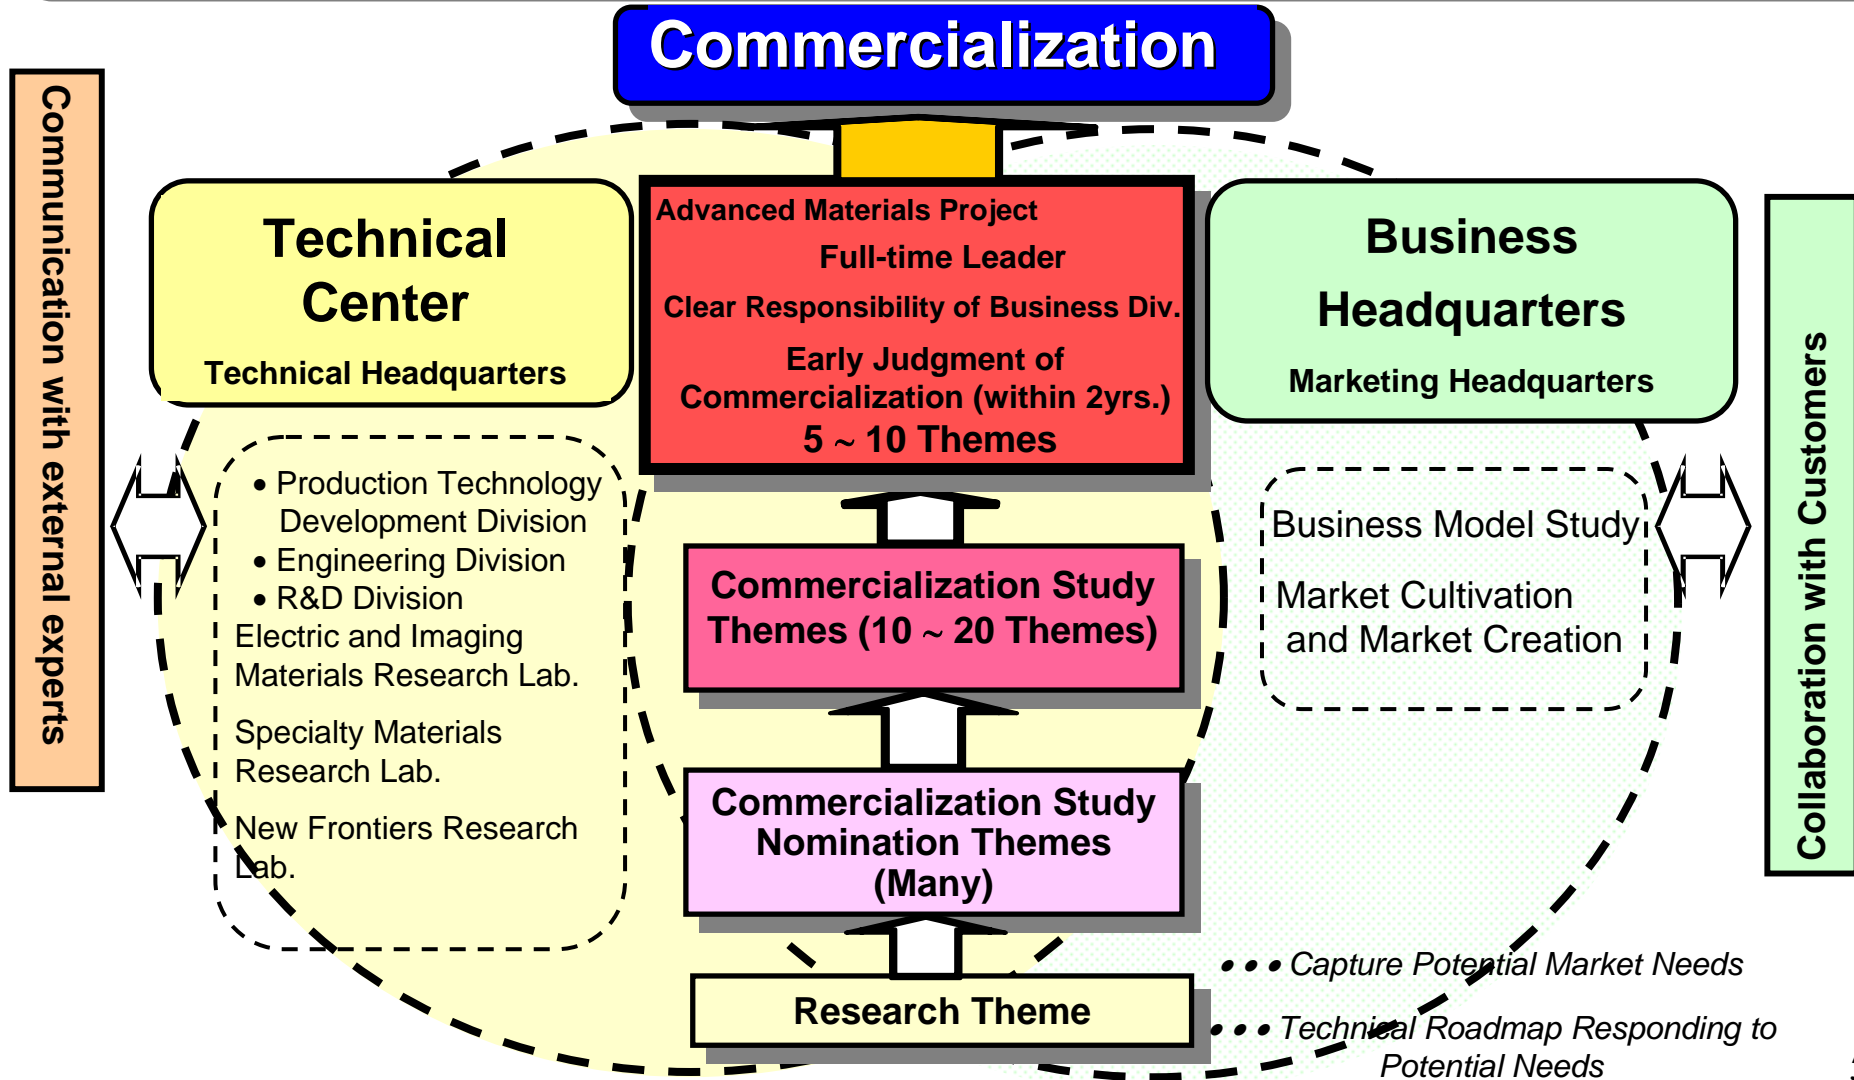 Commercialization
Communication with external experts
Technical
Center
Technical Headquarters
• Production Technology
Development Division
• Engineering Division
• R&D Division
Electric and Imaging
Materials Research Lab.
Specialty Materials
Research Lab.
New Frontiers Research
Lab.
Advanced Materials Project
Full-time Leader
Clear Responsibility of Business Div.
Early Judgment of
Commercialization (within 2yrs.)
5 ~ 10 Themes
Commercialization Study
Themes (10 ~ 20 Themes)
Commercialization Study
Nomination Themes
(Many)
Research Theme
Business
Headquarters
Marketing Headquarters
Business Model Study
Market Cultivation
and Market Creation
Collaboration with Customers
•••Capture Potential Market Needs
•••Technical Roadmap Responding to
Potential Needs